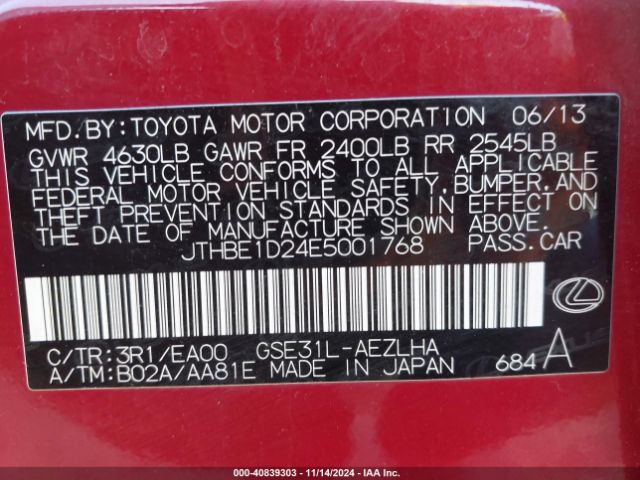 MFD.BY:TOYOTA MOTOR CORPORATION 06/13
GVWR 4630LB GAWR FR 2400LB RR 2545LB
THIS VEHICLE CONFORMS TO ALL APPLICABLE
FEDERAL MOTOR VEHICLE SAFETY,BUMPER,AND
THEFT PREVENTION STANDARDS IN EFFECT ON
THE DATE OF MANUFACTURE SHOWN ABOVE.
JTHBE1D24E5001768 PASS.CAR
C/TR:3R1/EA00 GSE31L-AEZLHA
A/TM:B02A/AA81E MADE IN JAPAN 684A
000-40839303 - 11/14/2024 - IAA Inc.